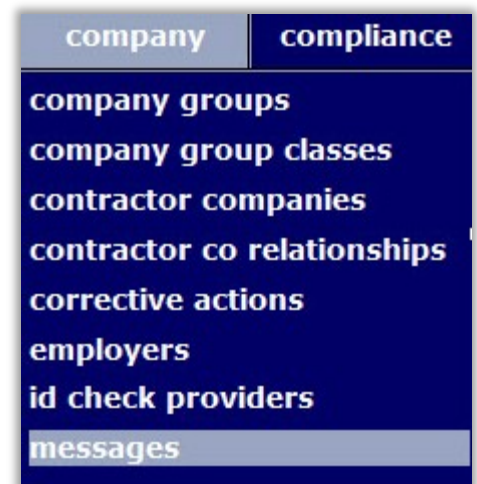 company compliance
company groups
company group classes
contractor companies
contractor co relationships
corrective actions
employers
id check providers
messages